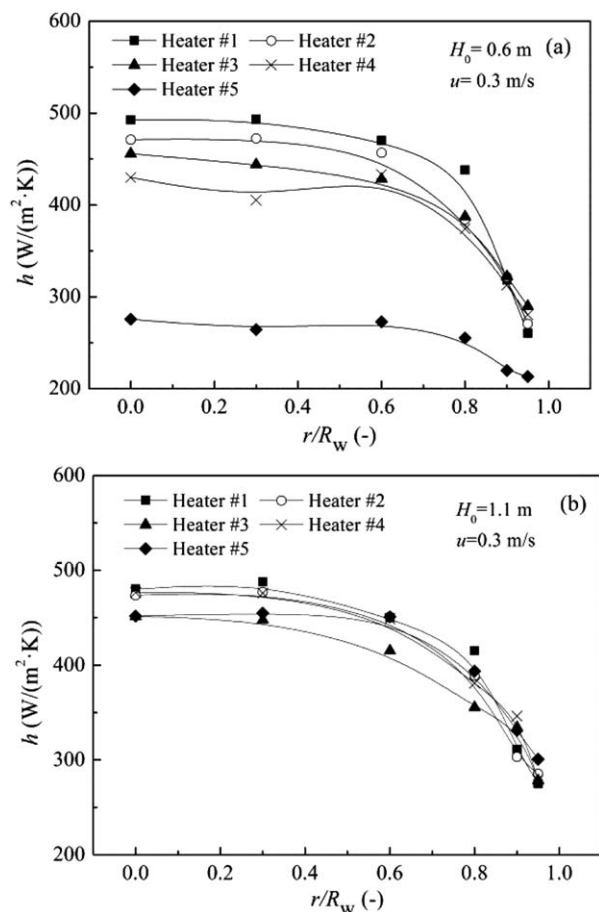 600
Heater #1 Heater #2
Heater #3 Heater #4
Heater #5
H₀= 0.6 m (a)
u= 0.3 m/s
500
400
300
200
h (W/(m²·K)
0.0 0.2 0.4 0.6 0.8 1.0
r/R_W (-)
600
Heater #1 Heater #2
Heater #3 Heater #4
Heater #5
H₀=1.1 m (b)
u=0.3 m/s
500
400
300
200
h (W/(m²·K)
0.0 0.2 0.4 0.6 0.8 1.0
r/R_W (-)